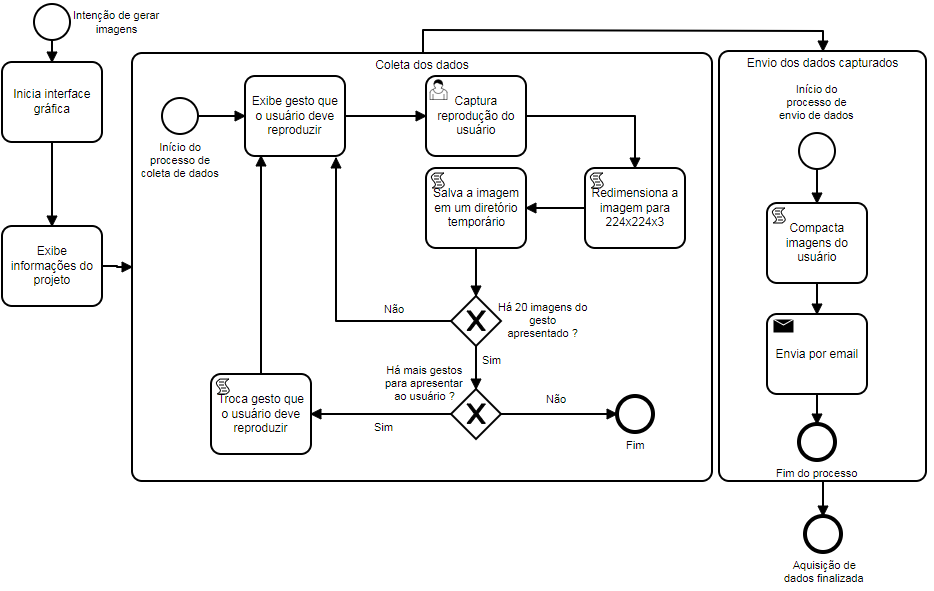 Intenção de gerar
imagens
Inicia interface
gráfica
Exibe
informações do
projeto
Coleta dos dados
Início do
processo de
coleta de dados
Exibe gesto que
o usuário deve
reproduzir
Captura
reprodução do
usuário
Redimensiona a
imagem para
224x224x3
Salva a imagem
em um diretório
temporário
Há 20 imagens do
gesto
apresentado ?
Não
Sim
Há mais gestos
para apresentar
ao usuário ?
Sim
Não
Troca gesto que
o usuário deve
reproduzir
Fim
Envio dos dados capturados
Início do
processo de
envio de dados
Compacta
imagens do
usuário
Envia por email
Fim do processo
Aquisição de
dados finalizada